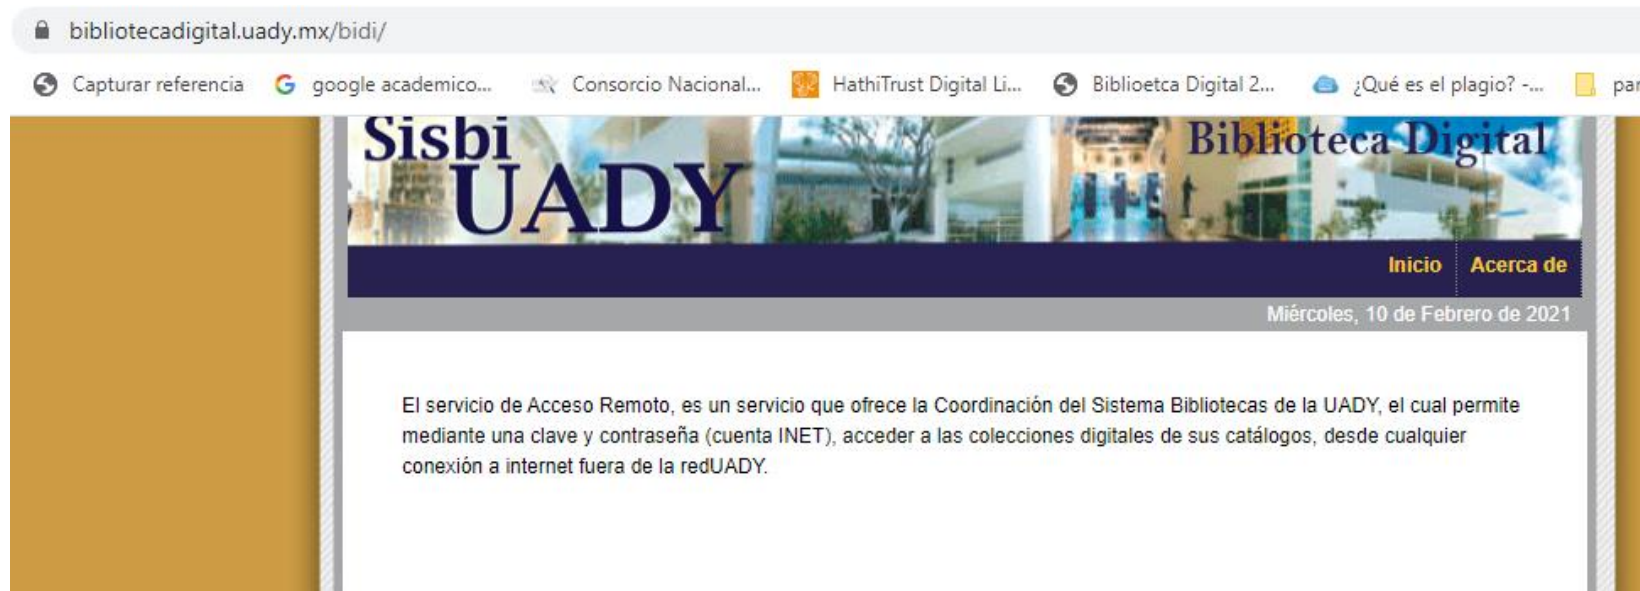 bibliotecadigital.uady.mx/bidi/
Capturar referencia google academico... Consorcio Nacional... HathiTrust Digital Li... Biblioetca Digital 2... ¿Qué es el plagio? -... par
Sisbi
UADY
Biblioteca Digital
Inicio Acerca de
Miércoles, 10 de Febrero de 2021
El servicio de Acceso Remoto, es un servicio que ofrece la Coordinación del Sistema Bibliotecas de la UADY, el cual permite
mediante una clave y contraseña (cuenta INET), acceder a las colecciones digitales de sus catálogos, desde cualquier
conexión a internet fuera de la redUADY.